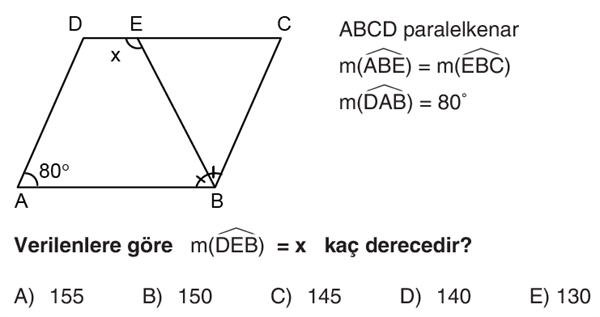 D E C
x
80°
A B
ABCD paralelkenar
m(ABE) = m(EBC)
m(DAB) = 80°
Verilenlere göre m(DEB) = x kaç derecedir?
A) 155 B) 150 C) 145 D) 140 E) 130